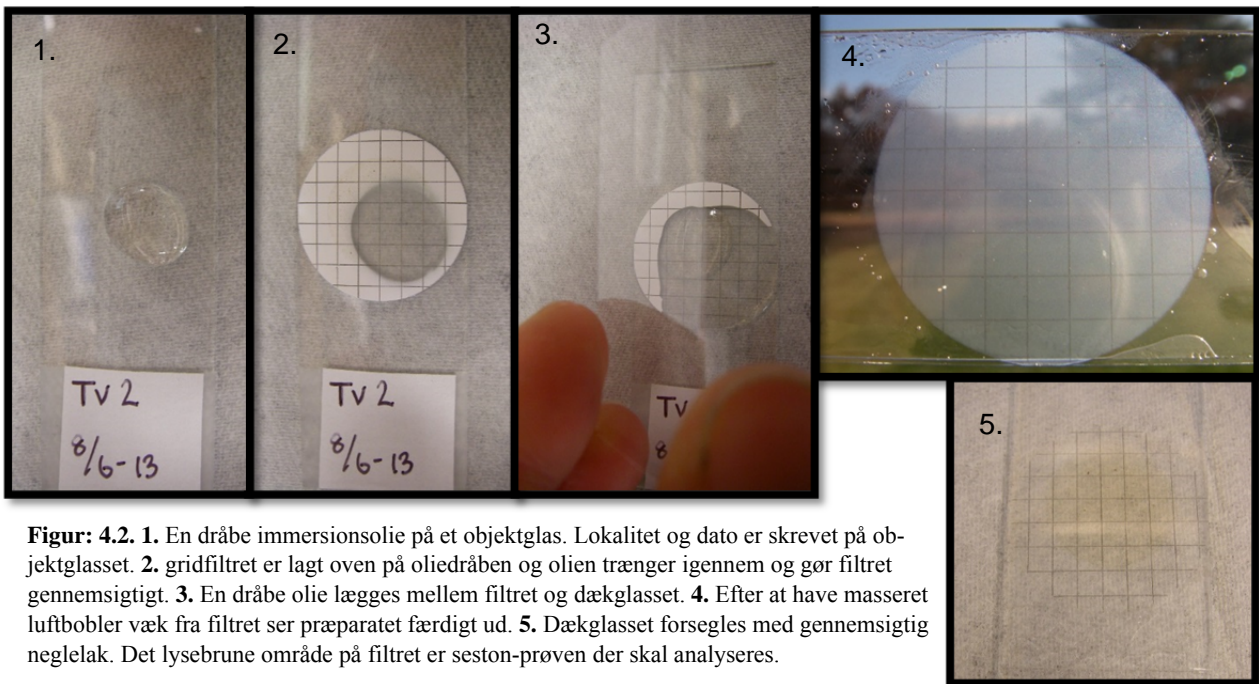 1.
2.
3.
4.
TV 2
8/6-13
TV 2
8/6-13
TV
8
5.
Figur: 4.2. 1. En dråbe immersionsolie på et objektglas. Lokalitet og dato er skrevet på ob-
jektglasset. 2. gridfiltret er lagt oven på oliedråben og olien trænger igennem og gør filtret
gennemsigtigt. 3. En dråbe olie lægges mellem filtret og dækglasset. 4. Efter at have masseret
luftbobler væk fra filtret ser præparatet færdigt ud. 5. Dækglasset forsegles med gennemsigtig
neglelak. Det lysebrune område på filtret er seston-prøven der skal analyseres.